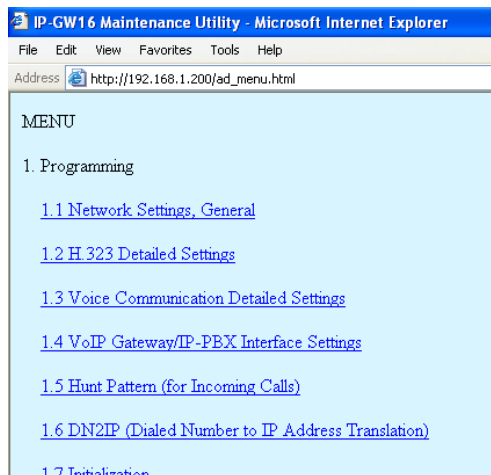 IP-GW16 Maintenance Utility - Microsoft Internet Explorer
File Edit View Favorites Tools Help
Address http://192.168.1.200/ad_menu.html
MENU
1. Programming
1.1 Network Settings, General
1.2 H.323 Detailed Settings
1.3 Voice Communication Detailed Settings
1.4 VoIP Gateway/IP-PBX Interface Settings
1.5 Hunt Pattern (for Incoming Calls)
1.6 DN2IP (Dialed Number to IP Address Translation)
1.7 Initialization